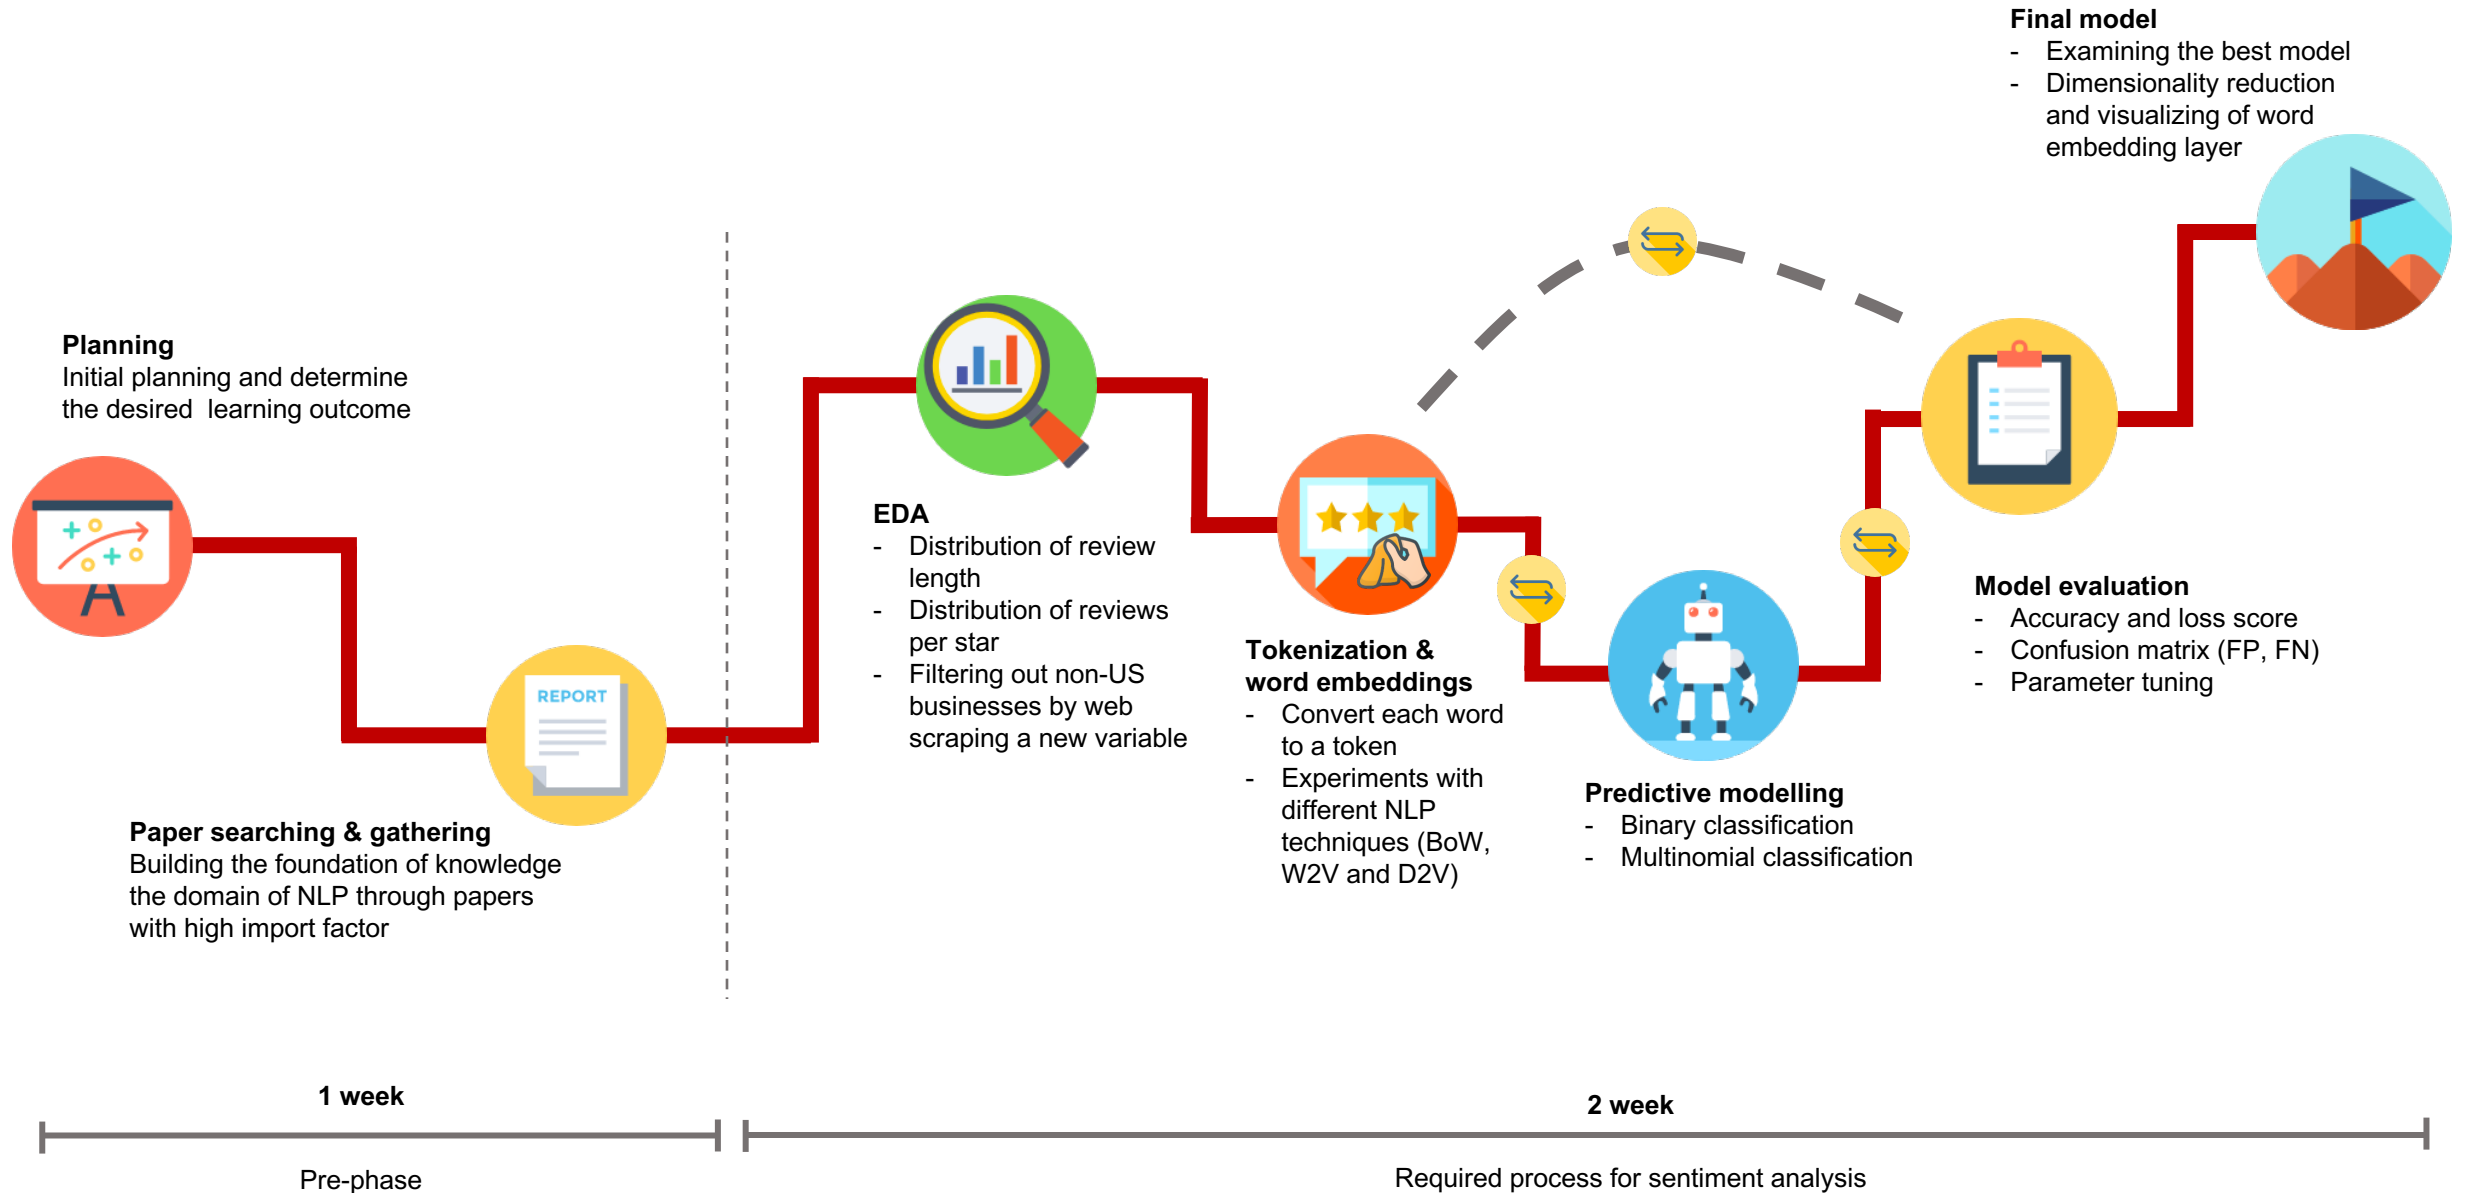 Planning
Initial planning and determine
the desired  learning outcome
REPORT
Paper searching & gathering
Building the foundation of knowledge
the domain of NLP through papers
with high import factor
EDA
- Distribution of review
length
- Distribution of reviews
per star
- Filtering out non-US
businesses by web
scraping a new variable
Tokenization &
word embeddings
- Convert each word
to a token
- Experiments with
different NLP
techniques (BoW,
W2V and D2V)
Predictive modelling
- Binary classification
- Multinomial classification
Model evaluation
- Accuracy and loss score
- Confusion matrix (FP, FN)
- Parameter tuning
Final model
- Examining the best model
- Dimensionality reduction
and visualizing of word
embedding layer
1 week
Pre-phase
2 week
Required process for sentiment analysis